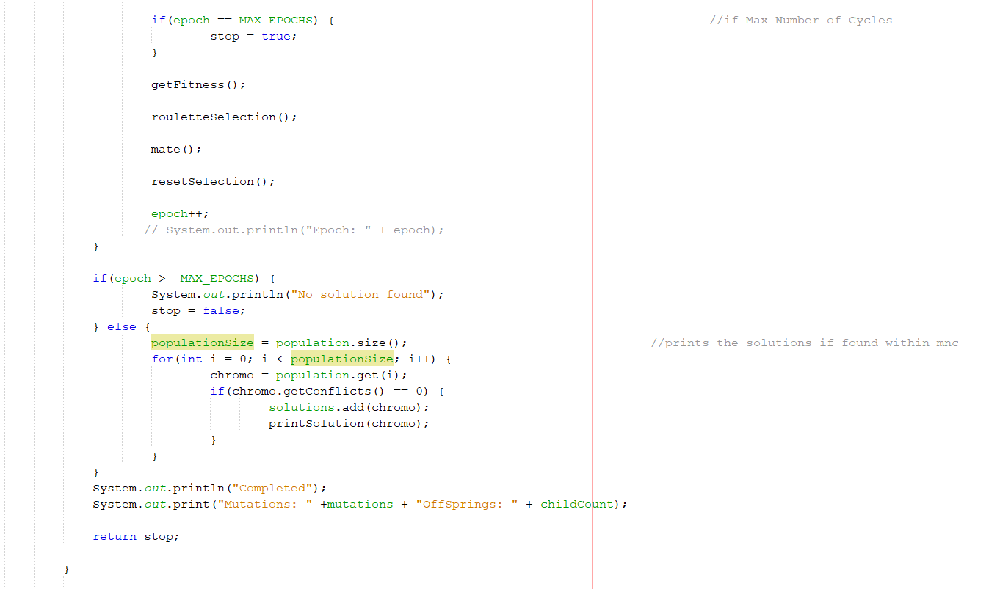 if(epoch == MAX_EPOCHS) { //if Max Number of Cycles
stop = true;
}
getFitness();
rouletteSelection();
mate();
resetSelection();
epoch++;
// System.out.println("Epoch: " + epoch);
}
if(epoch >= MAX_EPOCHS) {
System.out.println("No solution found");
stop = false;
} else {
populationSize = population.size(); //prints the solutions if found within mnc
for(int i = 0; i < populationSize; i++) {
chromo = population.get(i);
if(chromo.getConflicts() == 0) {
solutions.add(chromo);
printSolution(chromo);
}
}
}
System.out.println("Completed");
System.out.print("Mutations: " +mutations + "OffSprings: " + childCount);
return stop;
}